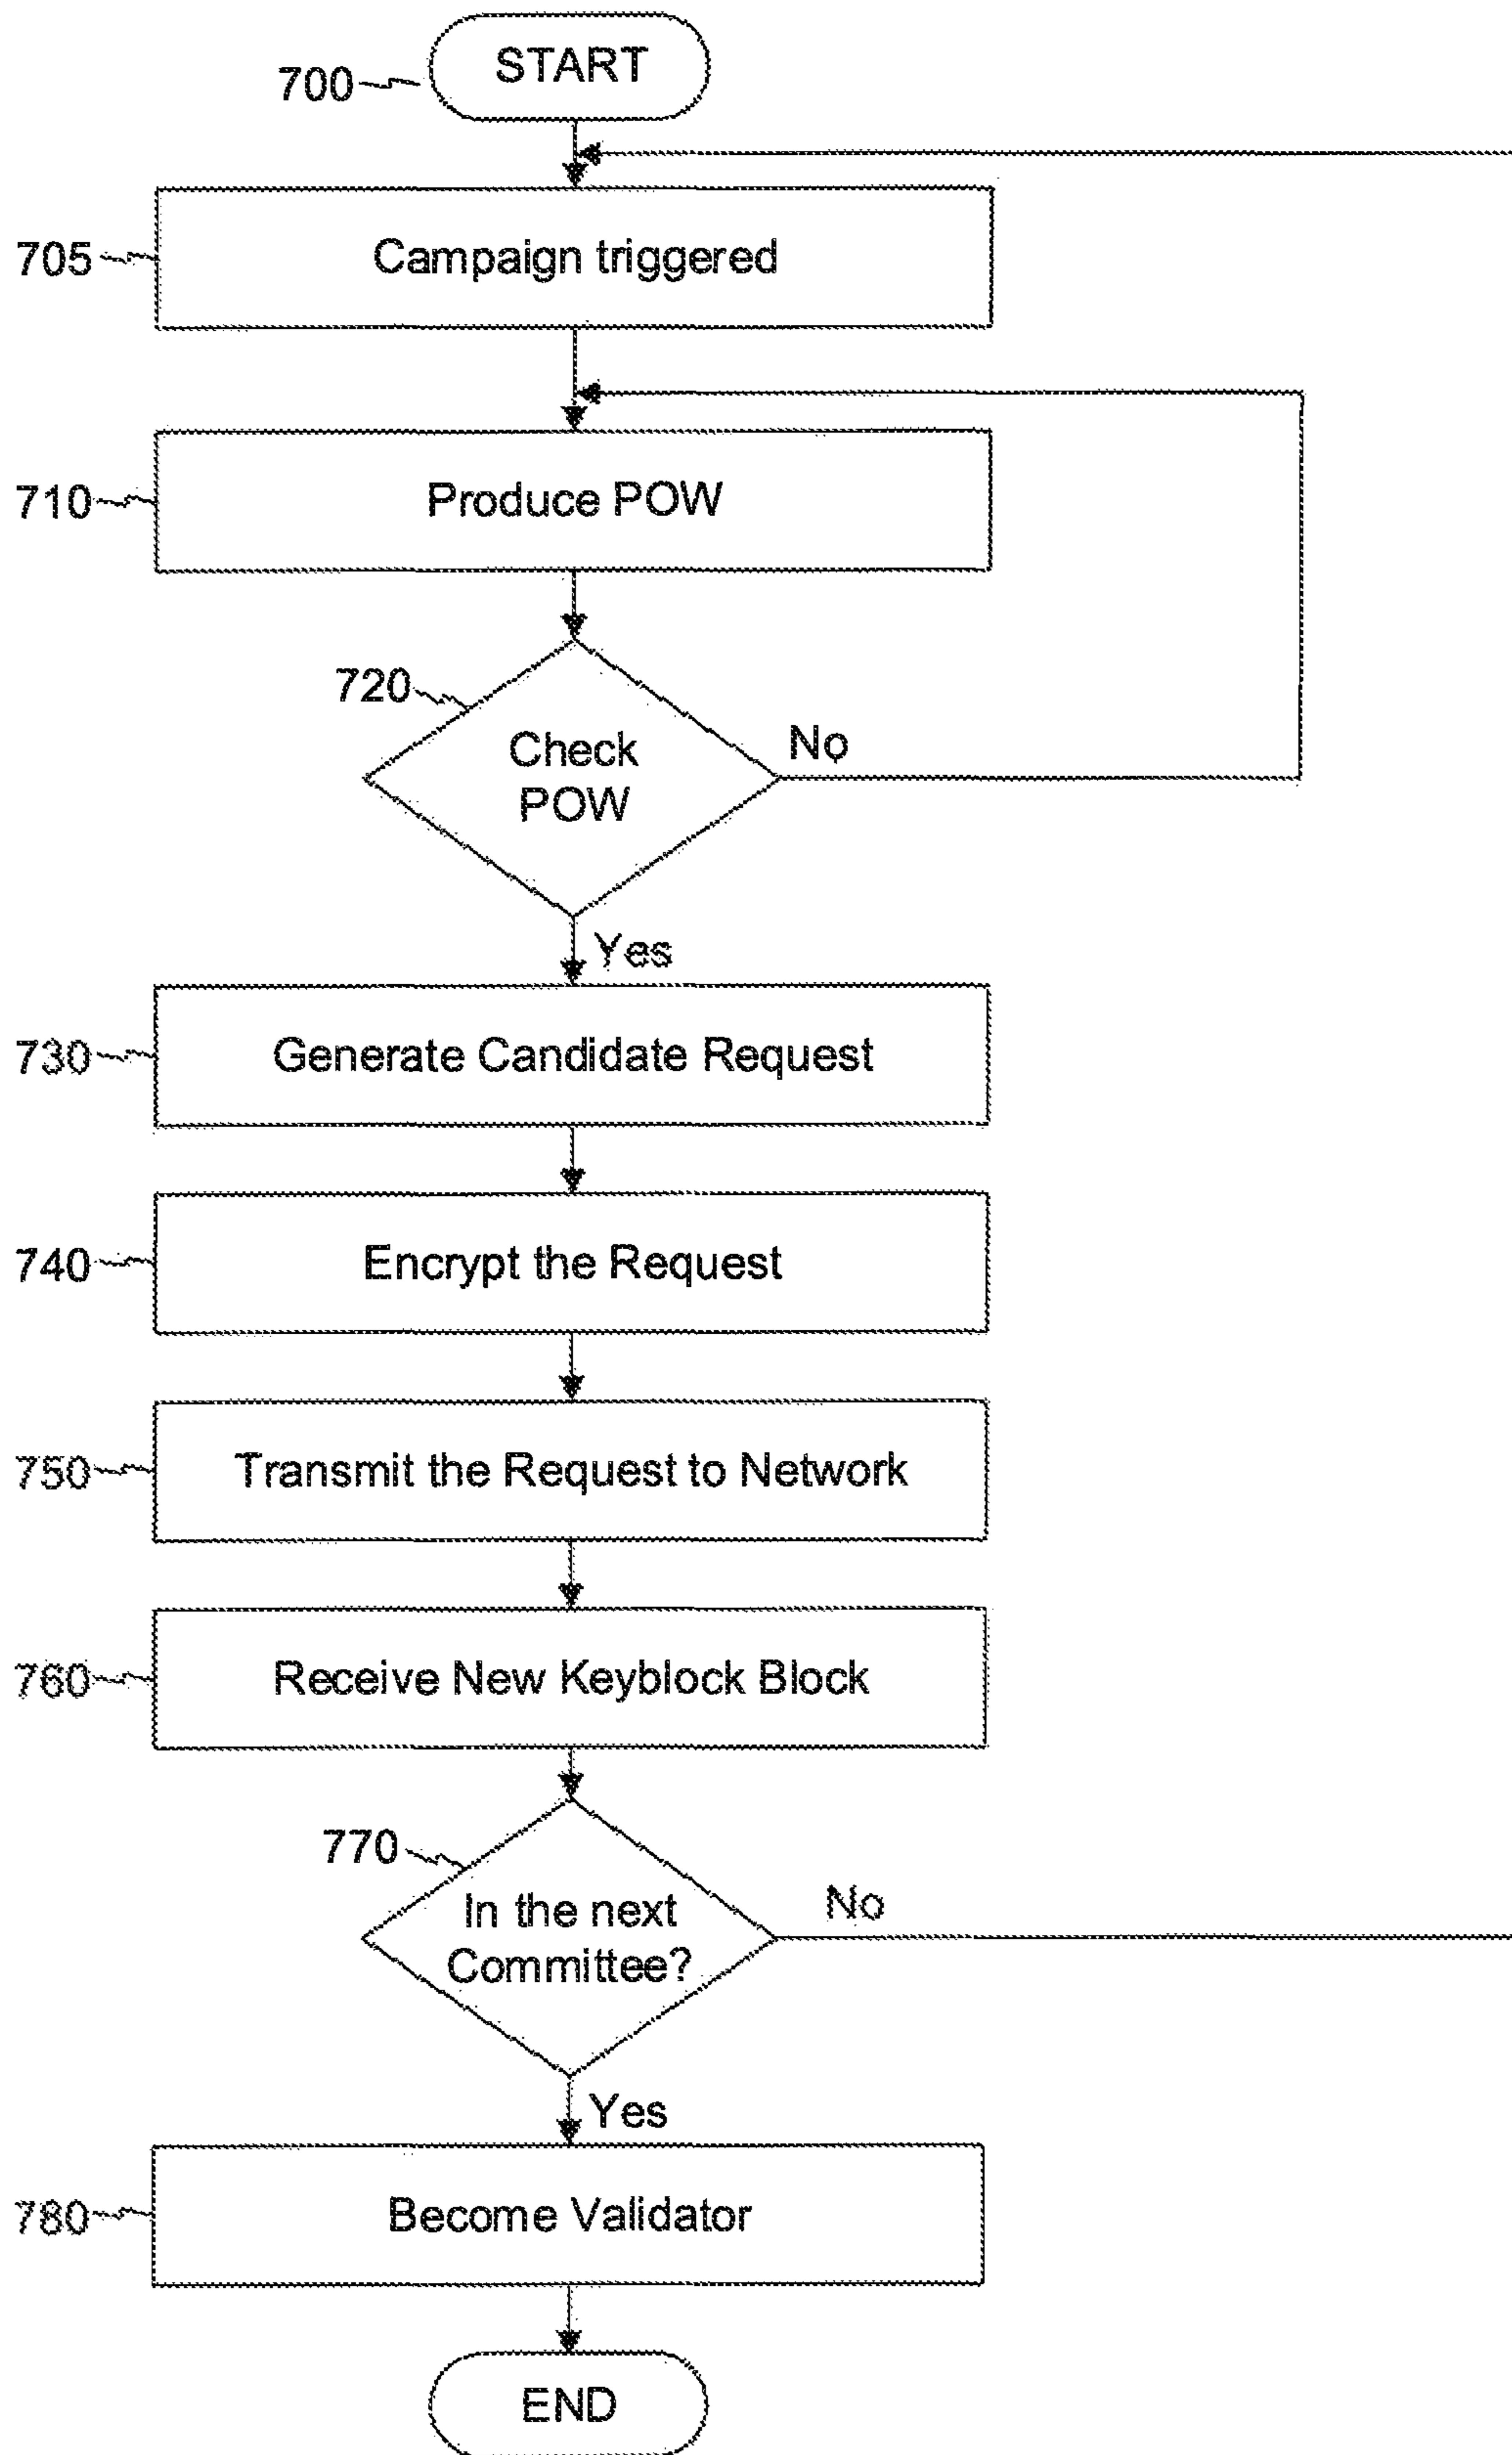 START
700
705
Campaign triggered
710
Produce POW
720
Check
POW
No
Yes
730
Generate Candidate Request
740
Encrypt the Request
750
Transmit the Request to Network
760
Receive New Keyblock Block
770
In the next
Committee?
No
Yes
780
Become Validator
END